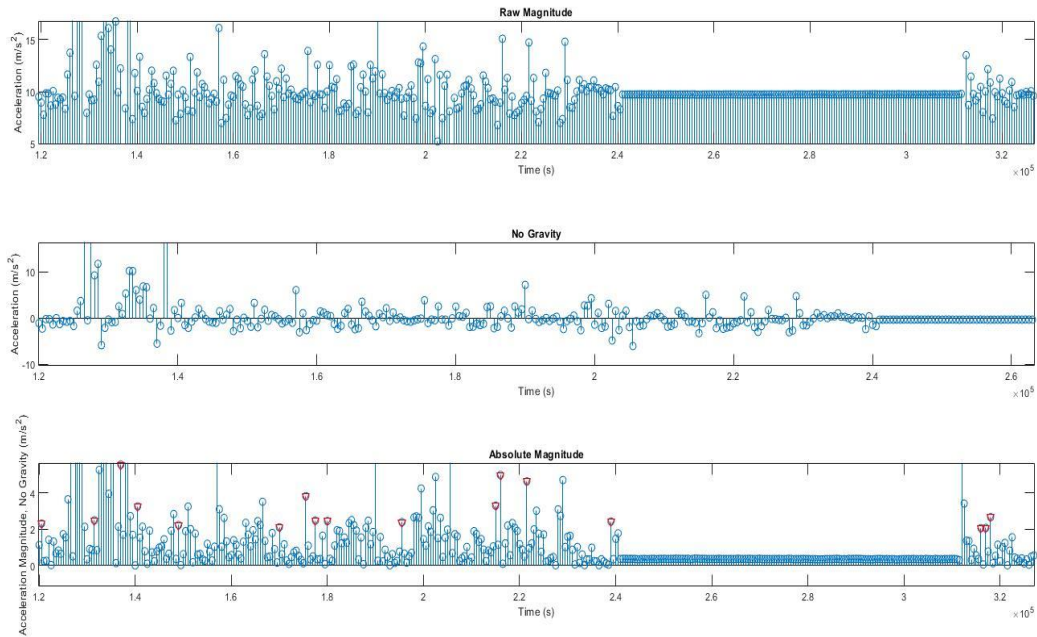 Raw Magnitude
Acceleration (m/s²)
15
10
5
1.2 1.4 1.6 1.8 2 2.2 2.4 2.6 2.8 3 3.2
Time (s)
×10⁵
No Gravity
Acceleration (m/s²)
10
0
-10
1.2 1.4 1.6 1.8 2 2.2 2.4 2.6
Time (s)
×10⁵
Absolute Magnitude
Acceleration Magnitude, No Gravity (m/s²)
4
2
0
1.2 1.4 1.6 1.8 2 2.2 2.4 2.6 2.8 3 3.2
Time (s)
×10⁵